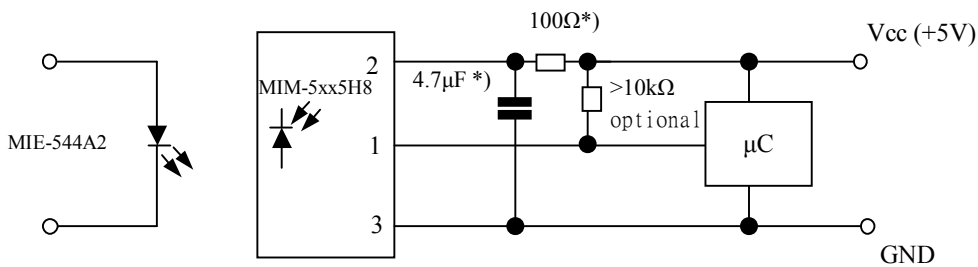 100Ω*)
Vcc (+5V)
2
4.7μF *)
>10kΩ
optional
MIM-5xx5H8
MIE-544A2
1
μC
3
GND